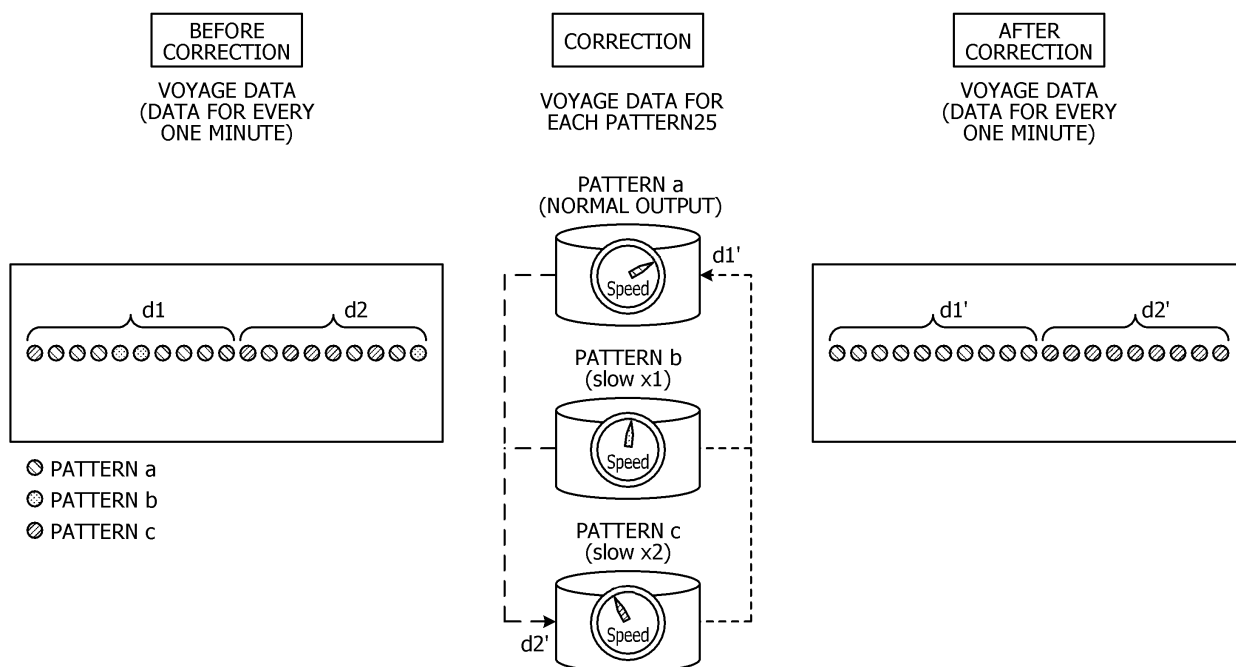 BEFORE
CORRECTION
VOYAGE DATA
(DATA FOR EVERY
ONE MINUTE)
d1
d2
PATTERN a
PATTERN b
PATTERN c
CORRECTION
VOYAGE DATA FOR
EACH PATTERN25
PATTERN a
(NORMAL OUTPUT)
Speed
d1'
PATTERN b
(slow x1)
Speed
PATTERN c
(slow x2)
Speed
d2'
AFTER
CORRECTION
VOYAGE DATA
(DATA FOR EVERY
ONE MINUTE)
d1'
d2'